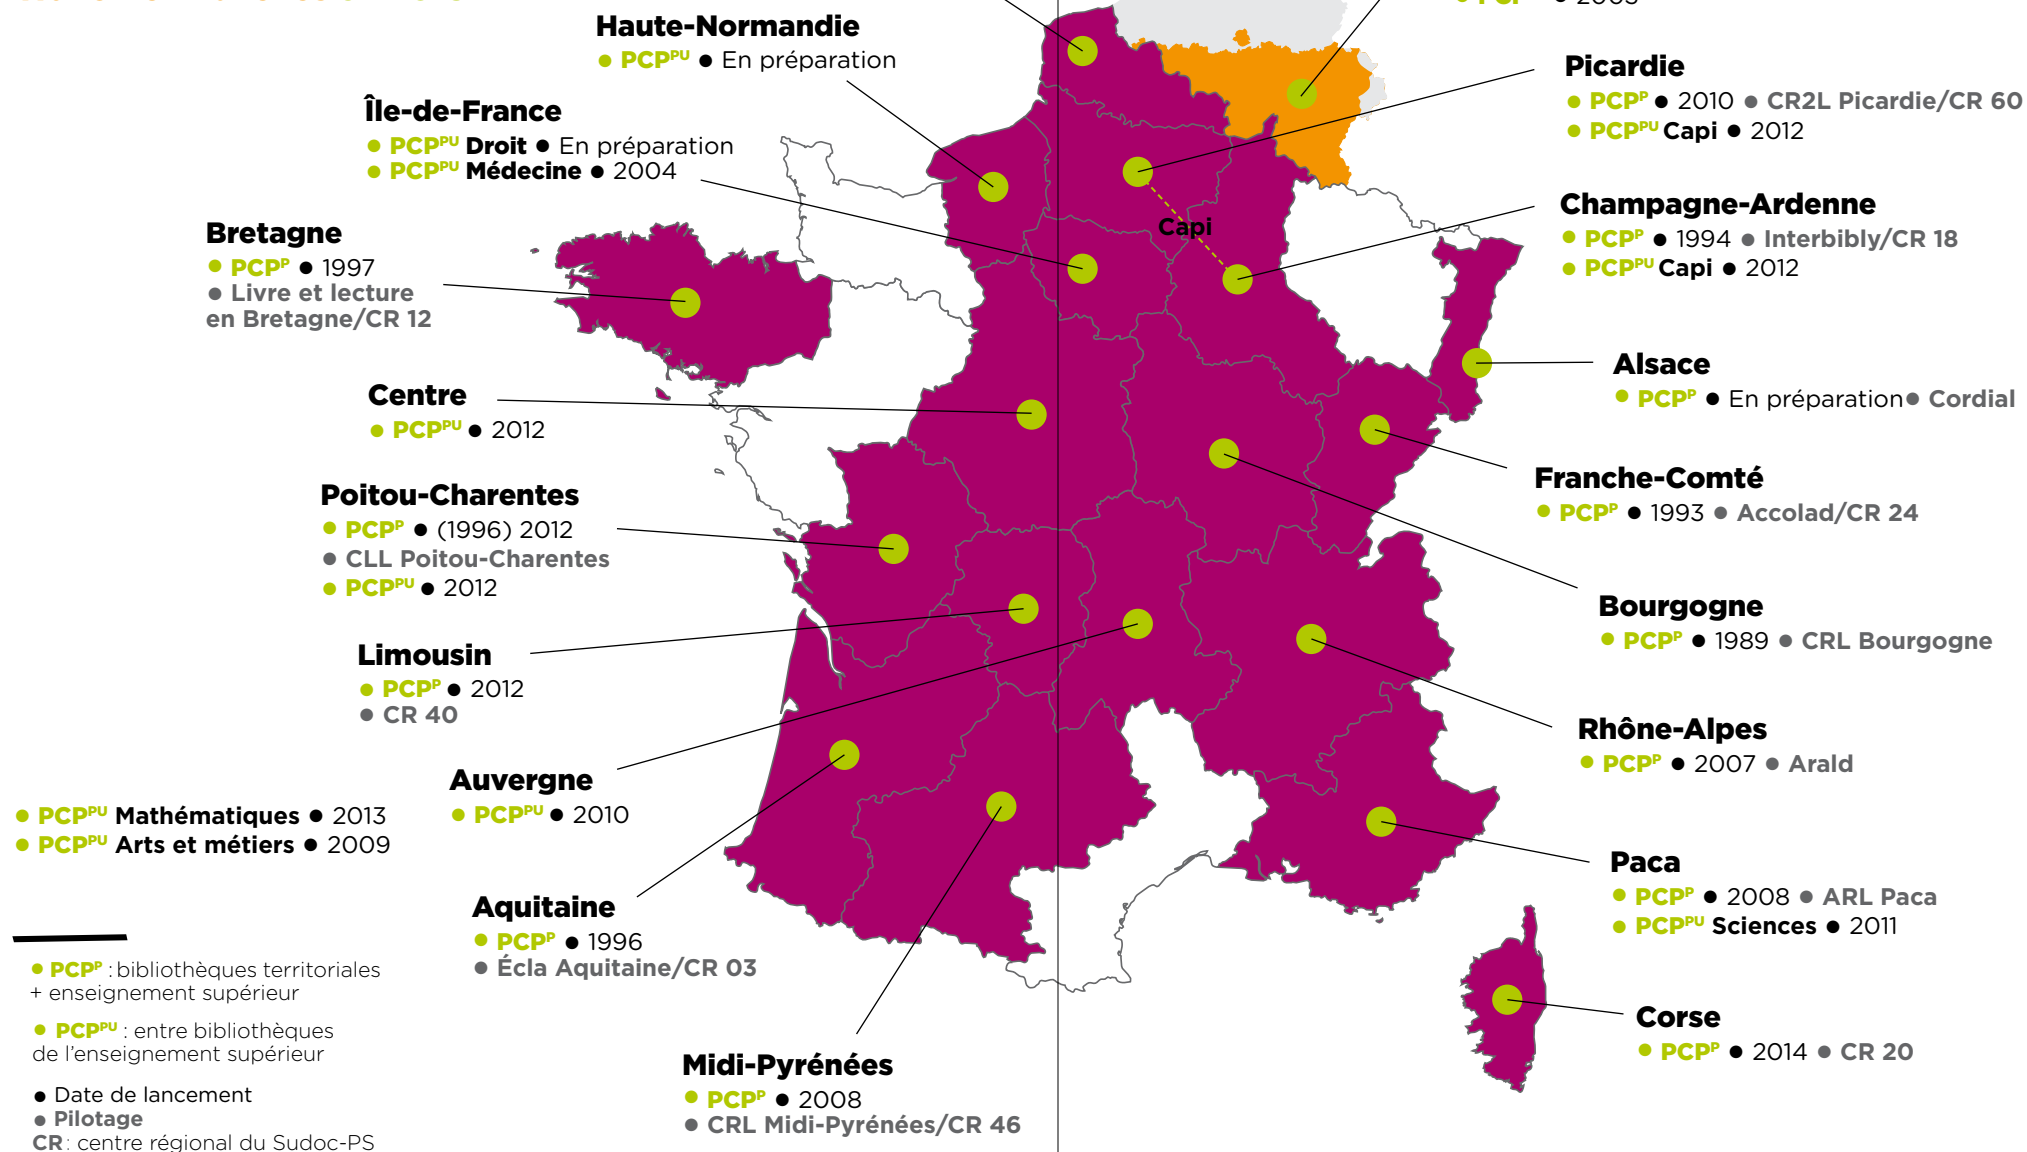 Haute-Normandie
● PCPPU ● En préparation
Île-de-France
● PCPPU Droit ● En préparation
● PCPPU Médecine ● 2004
Bretagne
● PCPP ● 1997
● Livre et lecture
en Bretagne/CR 12
Centre
● PCPPU ● 2012
Poitou-Charentes
● PCPP ● (1996) 2012
● CLL Poitou-Charentes
● PCPPU ● 2012
Limousin
● PCPP ● 2012
● CR 40
Auvergne
● PCPPU ● 2010
● PCPPU Mathématiques ● 2013
● PCPPU Arts et métiers ● 2009
Aquitaine
● PCPP ● 1996
● Écla Aquitaine/CR 03
Midi-Pyrénées
● PCPP ● 2008
● CRL Midi-Pyrénées/CR 46
Capi
Picardie
● PCPP ● 2010 ● CR2L Picardie/CR 60
● PCPPU Capi ● 2012
Champagne-Ardenne
● PCPP ● 1994 ● Interbibly/CR 18
● PCPPU Capi ● 2012
Alsace
● PCPP ● En préparation ● Cordial
Franche-Comté
● PCPP ● 1993 ● Accolad/CR 24
Bourgogne
● PCPP ● 1989 ● CRL Bourgogne
Rhône-Alpes
● PCPP ● 2007 ● Arald
Paca
● PCPP ● 2008 ● ARL Paca
● PCPPU Sciences ● 2011
Corse
● PCPP ● 2014 ● CR 20
● PCPP : bibliothèques territoriales
+ enseignement supérieur
● PCPPU : entre bibliothèques
de l'enseignement supérieur
● Date de lancement
● Pilotage
CR : centre régional du Sudoc-PS